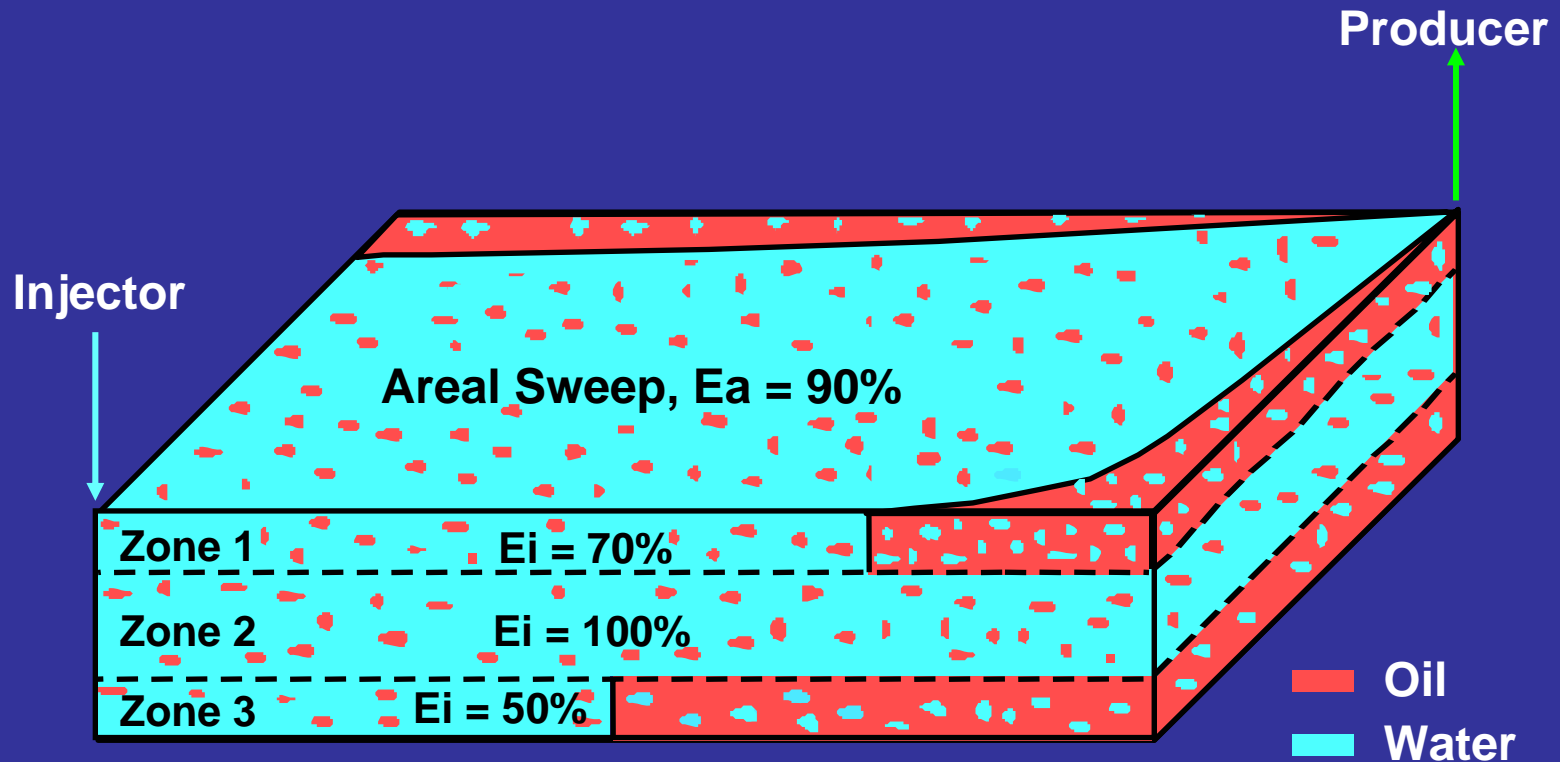 Producer
Injector
Areal Sweep, Ea = 90%
Zone 1 Ei = 70%
Zone 2 Ei = 100%
Zone 3 Ei = 50%
Oil
Water